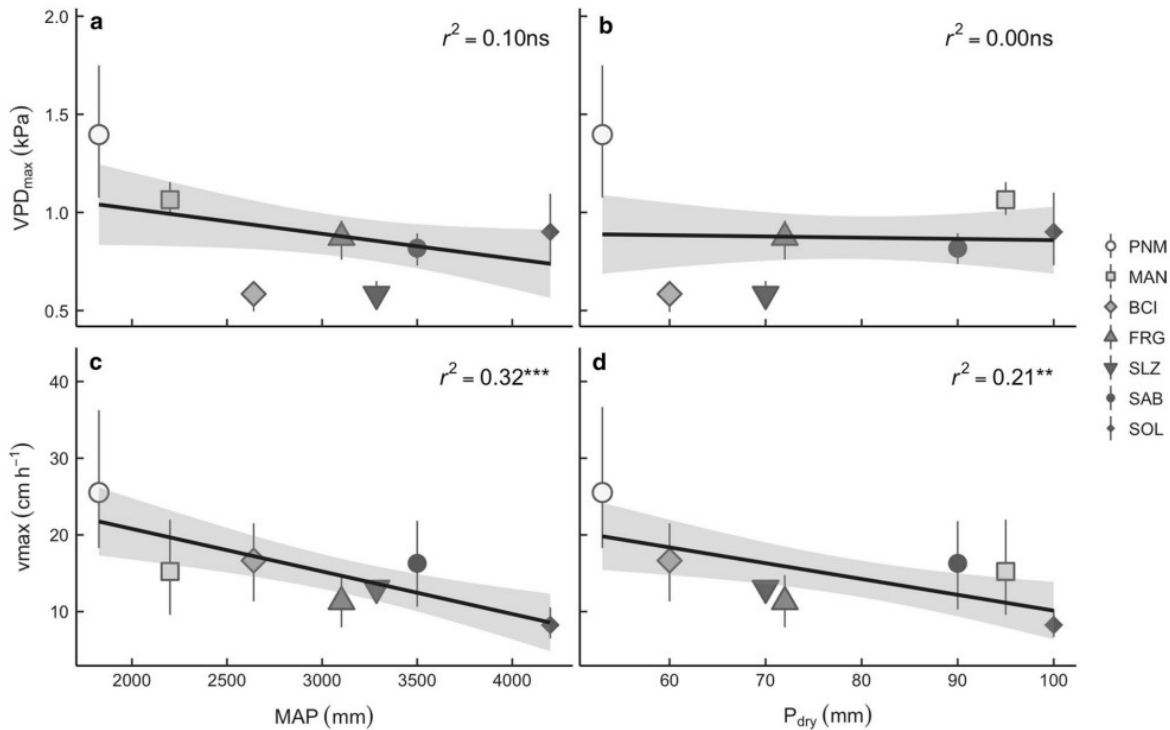 a
r² = 0.10ns
b
r² = 0.00ns
VPDmax (kPa)
2.0
1.5
1.0
0.5
PNM
MAN
BCI
FRG
SLZ
SAB
SOL
c
r² = 0.32***
d
r² = 0.21**
vmax (cm h⁻¹)
40
30
20
10
2000 2500 3000 3500 4000
60 70 80 90 100
MAP (mm)
Pdry (mm)